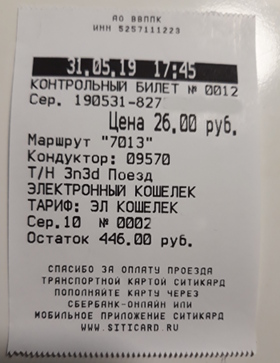 АО ВВППК
ИНН 5257111223
31.05.19 17:45
КОНТРОЛЬНЫЙ БИЛЕТ № 0012
Сер. 190531-827
Цена 26.00 руб.
Маршрут "7013"
Кондуктор: 09570
Т/Н 3n3d Поезд
ЭЛЕКТРОННЫЙ КОШЕЛЕК
ТАРИФ: ЭЛ КОШЕЛЕК
Сер.10 № 0002
Остаток 446.00 руб.
СПАСИБО ЗА ОПЛАТУ ПРОЕЗДА
ТРАНСПОРТНОЙ КАРТОЙ СИТИКАРД
ПОПОЛНЯЙТЕ КАРТУ ЧЕРЕЗ
СБЕРБАНК-ОНЛАЙН ИЛИ
МОБИЛЬНОЕ ПРИЛОЖЕНИЕ СИТИКАРД
WWW.SITICARD.RU